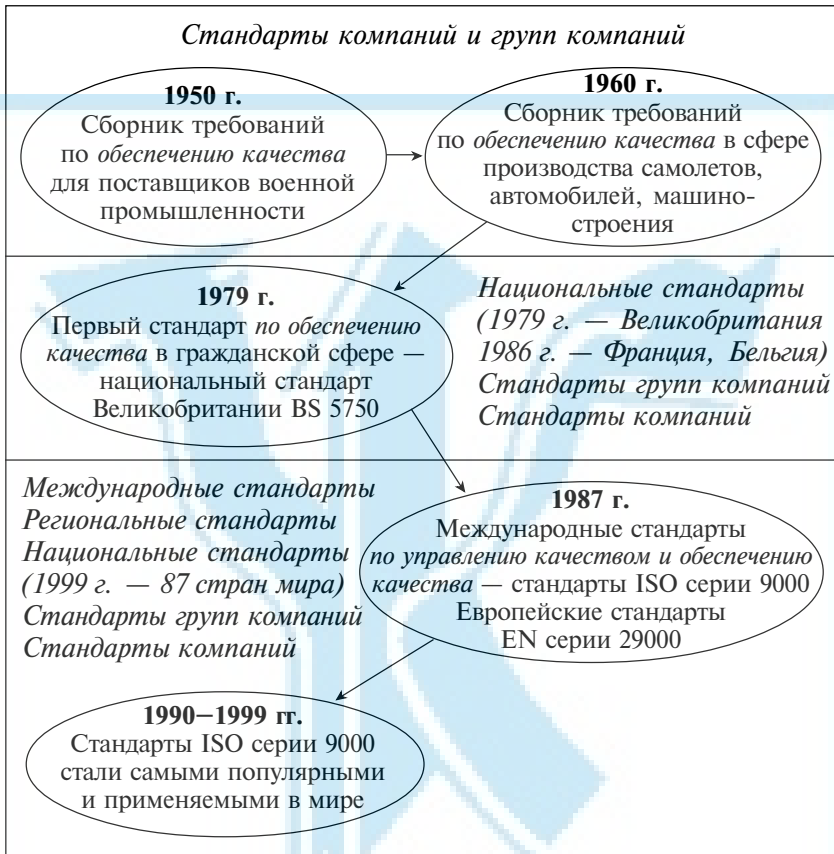 Стандарты компаний и групп компаний
1950 г.
Сборник требований
по обеспечению качества
для поставщиков военной
промышленности
1960 г.
Сборник требований
по обеспечению качества в сфере
производства самолетов,
автомобилей, машино-
строения
1979 г.
Первый стандарт по обеспечению
качества в гражданской сфере —
национальный стандарт
Великобритании BS 5750
Национальные стандарты
(1979 г. — Великобритания
1986 г. — Франция, Бельгия)
Стандарты групп компаний
Стандарты компаний
Международные стандарты
Региональные стандарты
Национальные стандарты
(1999 г. — 87 стран мира)
Стандарты групп компаний
Стандарты компаний
1987 г.
Международные стандарты
по управлению качеством и обеспечению
качества — стандарты ISO серии 9000
Европейские стандарты
EN серии 29000
1990–1999 гг.
Стандарты ISO серии 9000
стали самыми популярными
и применяемыми в мире